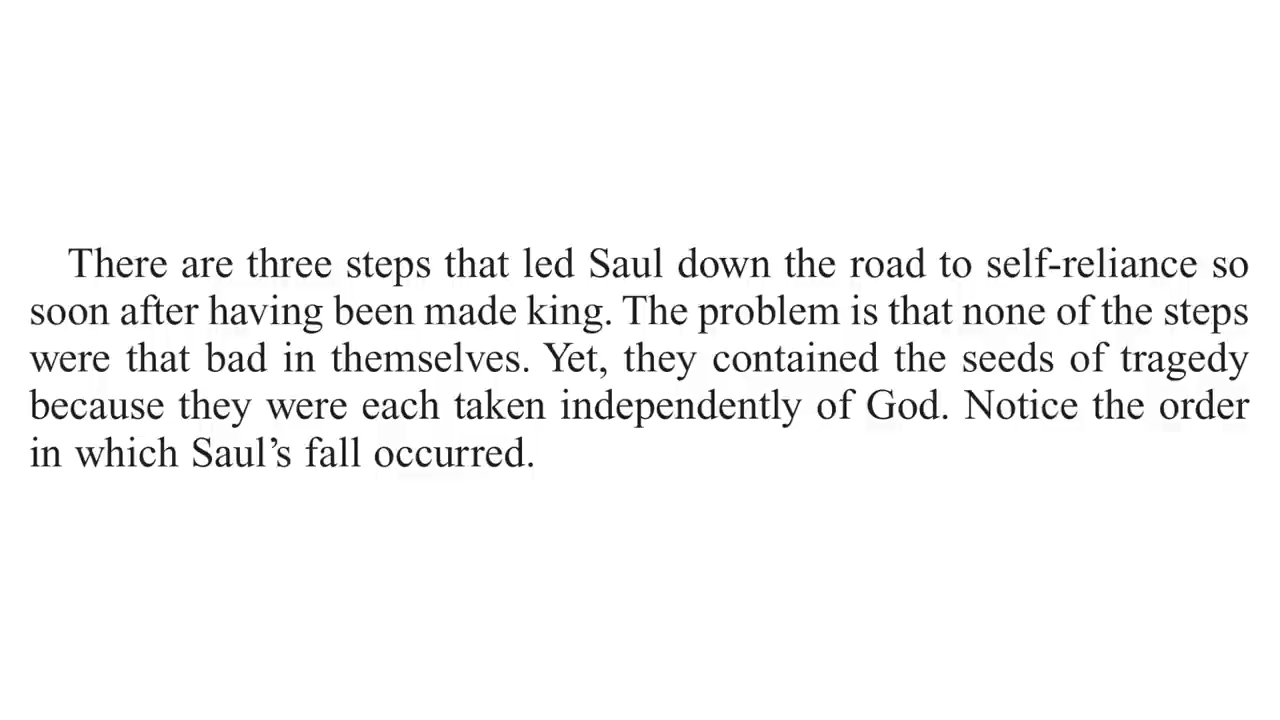 There are three steps that led Saul down the road to self-reliance so
soon after having been made king. The problem is that none of the steps
were that bad in themselves. Yet, they contained the seeds of tragedy
because they were each taken independently of God. Notice the order
in which Saul’s fall occurred.